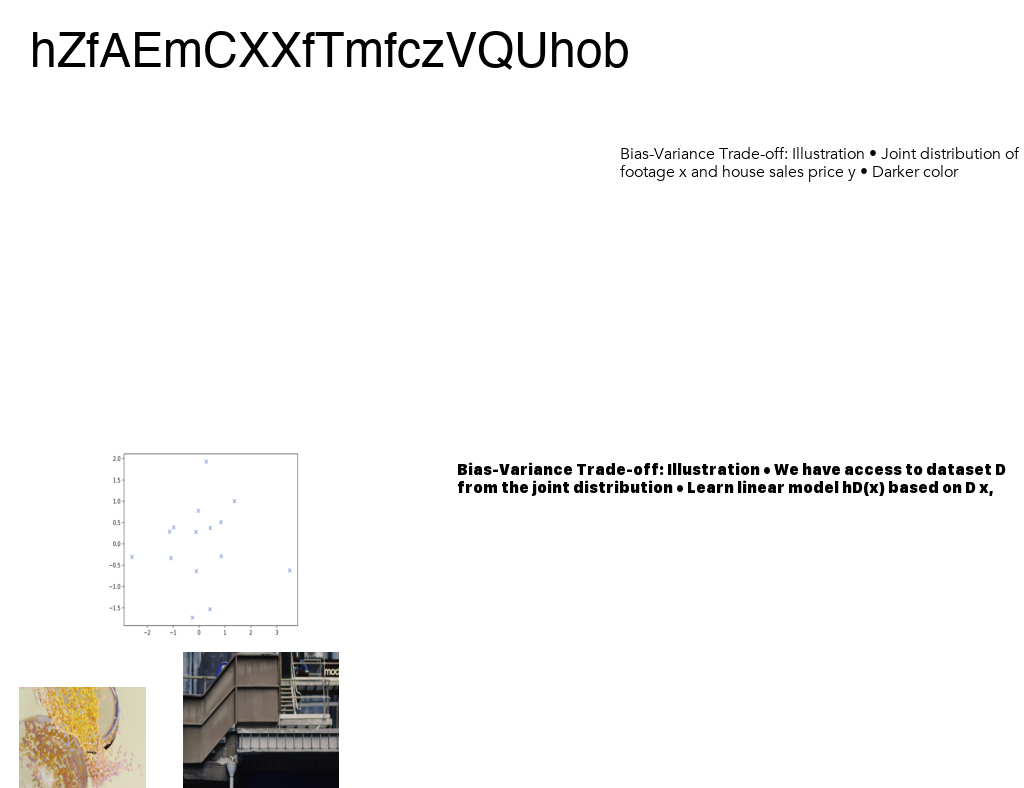 hZfAEmCXXfTmfczVQUhob
Bias-Variance Trade-off: Illustration • Joint distribution of
footage x and house sales price y • Darker color
Bias-Variance Trade-off: Illustration • We have access to dataset D
from the joint distribution • Learn linear model hD(x) based on D x,
2.0
1.5
1.0
0.5
0.0
−0.5
−1.0
−1.5
−2 −1 0 1 2 3
mod